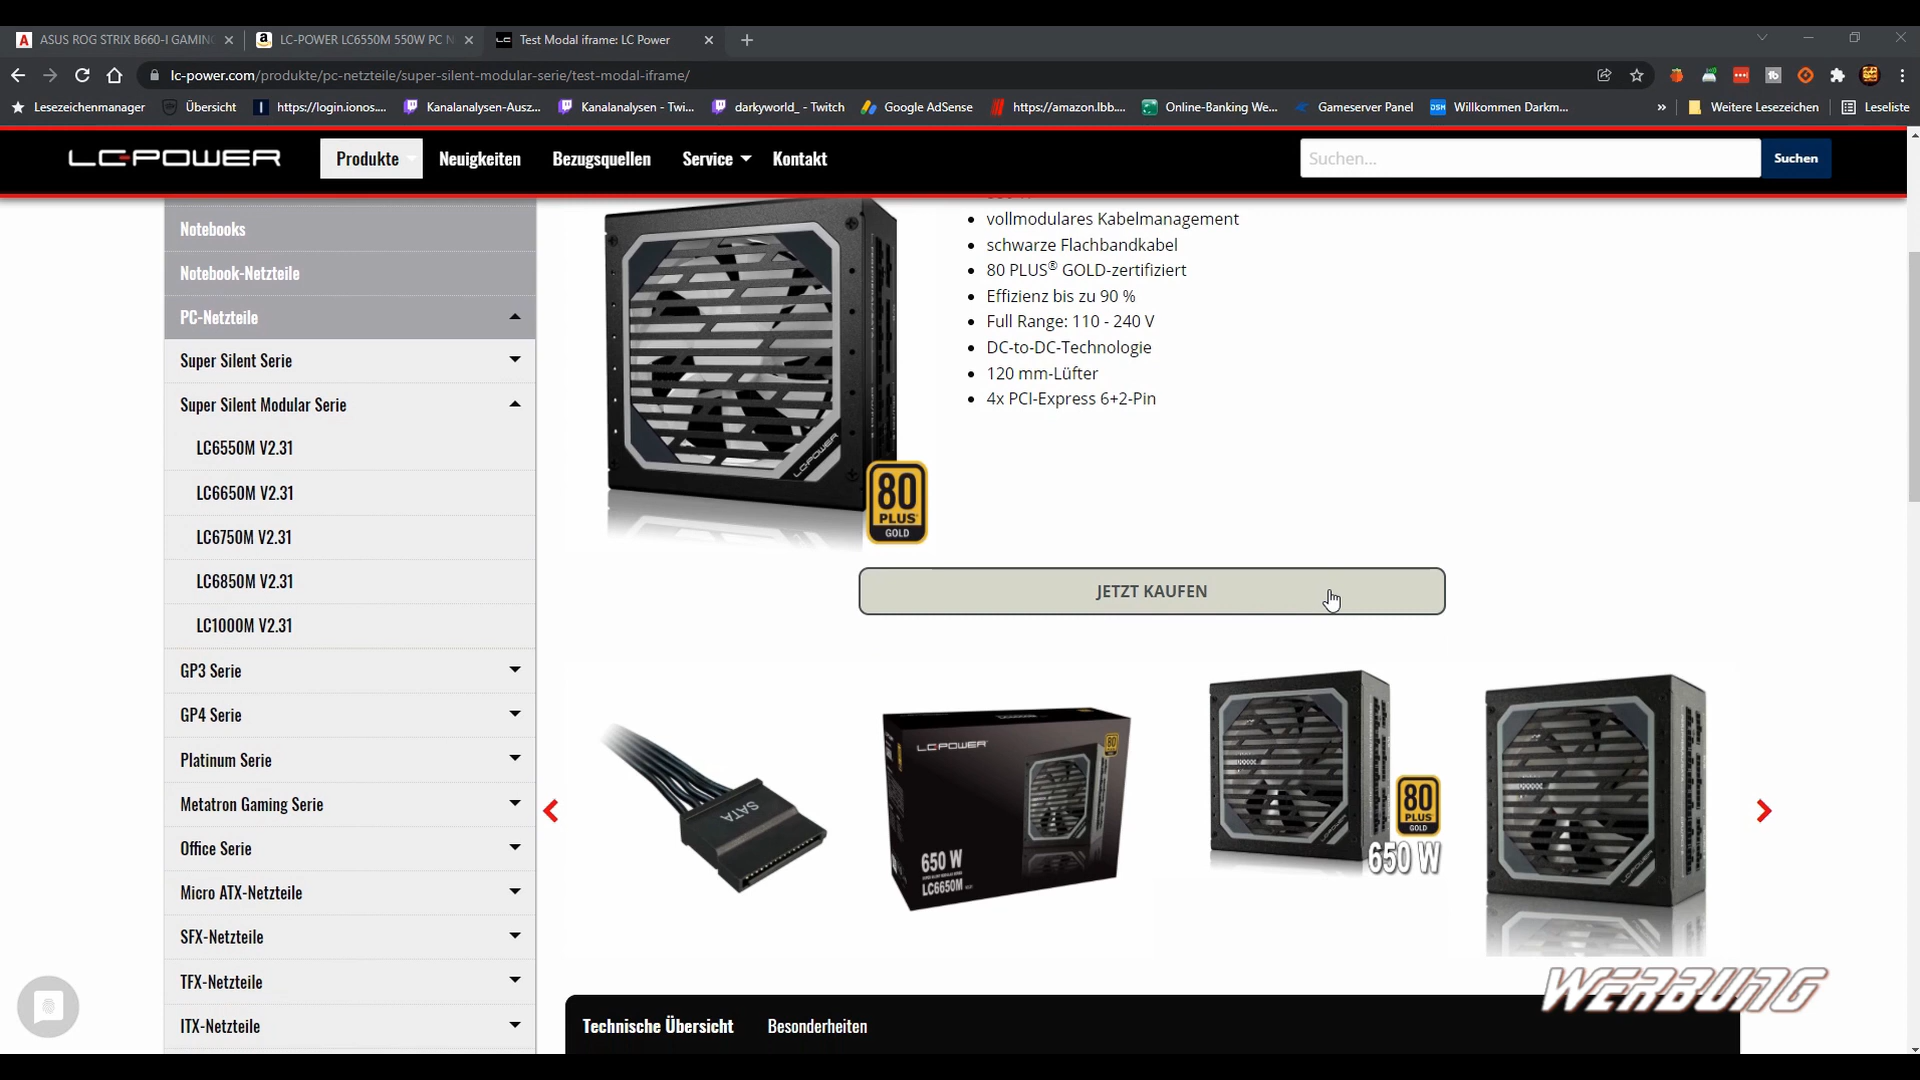 ASUS ROG STRIX B660-I GAMING
LC-POWER LC6550M 550W PC N
Test Modal iframe: LC Power
lc-power.com/produkte/pc-netzteile/super-silent-modular-serie/test-modal-iframe/
Lesezeichenmanager
Übersicht
https://login.ionos....
Kanalanalysen-Ausz...
Kanalanalysen - Twi...
darkyworld_ - Twitch
Google AdSense
https://amazon.lbb....
Online-Banking We...
Gameserver Panel
DSM
Willkommen Darkm...
»
Weitere Lesezeichen
Leseliste
LC-POWER
Produkte
Neuigkeiten
Bezugsquellen
Service
Kontakt
Suchen...
Suchen
Notebooks
Notebook-Netzteile
PC-Netzteile
Super Silent Serie
Super Silent Modular Serie
LC6550M V2.31
LC6650M V2.31
LC6750M V2.31
LC6850M V2.31
LC1000M V2.31
GP3 Serie
GP4 Serie
Platinum Serie
Metatron Gaming Serie
Office Serie
Micro ATX-Netzteile
SFX-Netzteile
TFX-Netzteile
ITX-Netzteile
vollmodulares Kabelmanagement
schwarze Flachbandkabel
80 PLUS® GOLD-zertifiziert
Effizienz bis zu 90 %
Full Range: 110 - 240 V
DC-to-DC-Technologie
120 mm-Lüfter
4x PCI-Express 6+2-Pin
LC-POWER
80
PLUS
GOLD
JETZT KAUFEN
SATA
LC-POWER
80
650 W
LC6650M
80
PLUS
GOLD
650 W
WERBUNG
Technische Übersicht
Besonderheiten